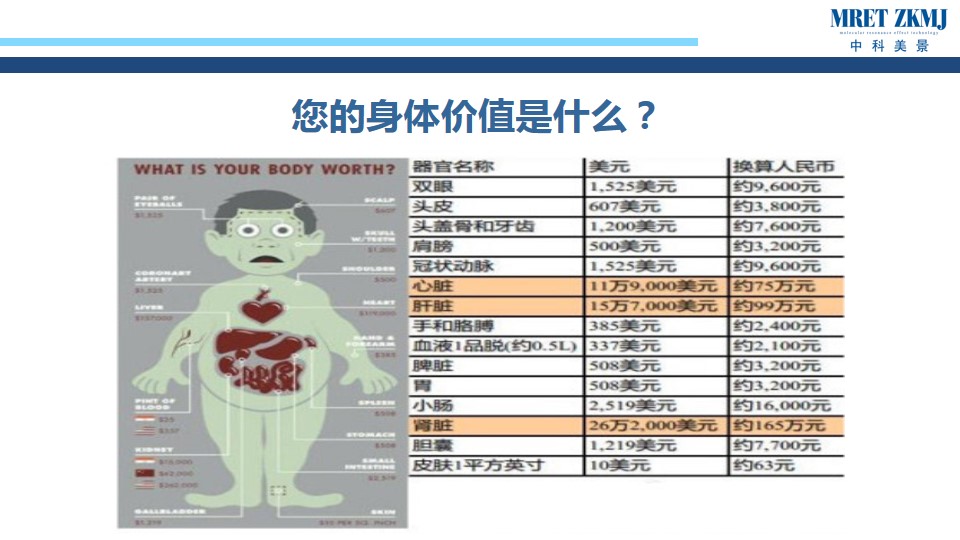 MRET ZKMJ
molecular resonance effect technology
中科美景
您的身体价值是什么？
WHAT IS YOUR BODY WORTH?
PAIR OF
EYEBALLS
$1,525
CORONARY
ARTERY
$1,525
LIVER
$157,000
PINT OF
BLOOD
$25
$337
KIDNEY
$15,000
$62,000
$262,000
GALLBLADDER
$1,219
SCALP
$607
SKULL
W/TEETH
$1,200
SHOULDER
$500
HEART
$119,000
HAND &
FOREARM
$385
SPLEEN
$508
STOMACH
$508
SMALL
INTESTINE
$2,519
SKIN
$10 PER SQ. INCH
器官名称 美元 换算人民币
双眼 1,525美元 约9,600元
头皮 607美元 约3,800元
头盖骨和牙齿 1,200美元 约7,600元
肩膀 500美元 约3,200元
冠状动脉 1,525美元 约9,600元
心脏 11万9,000美元 约75万元
肝脏 15万7,000美元 约99万元
手和胳膊 385美元 约2,400元
血液1品脱(约0.5L) 337美元 约2,100元
脾脏 508美元 约3,200元
胃 508美元 约3,200元
小肠 2,519美元 约16,000元
肾脏 26万2,000美元 约165万元
胆囊 1,219美元 约7,700元
皮肤1平方英寸 10美元 约63元